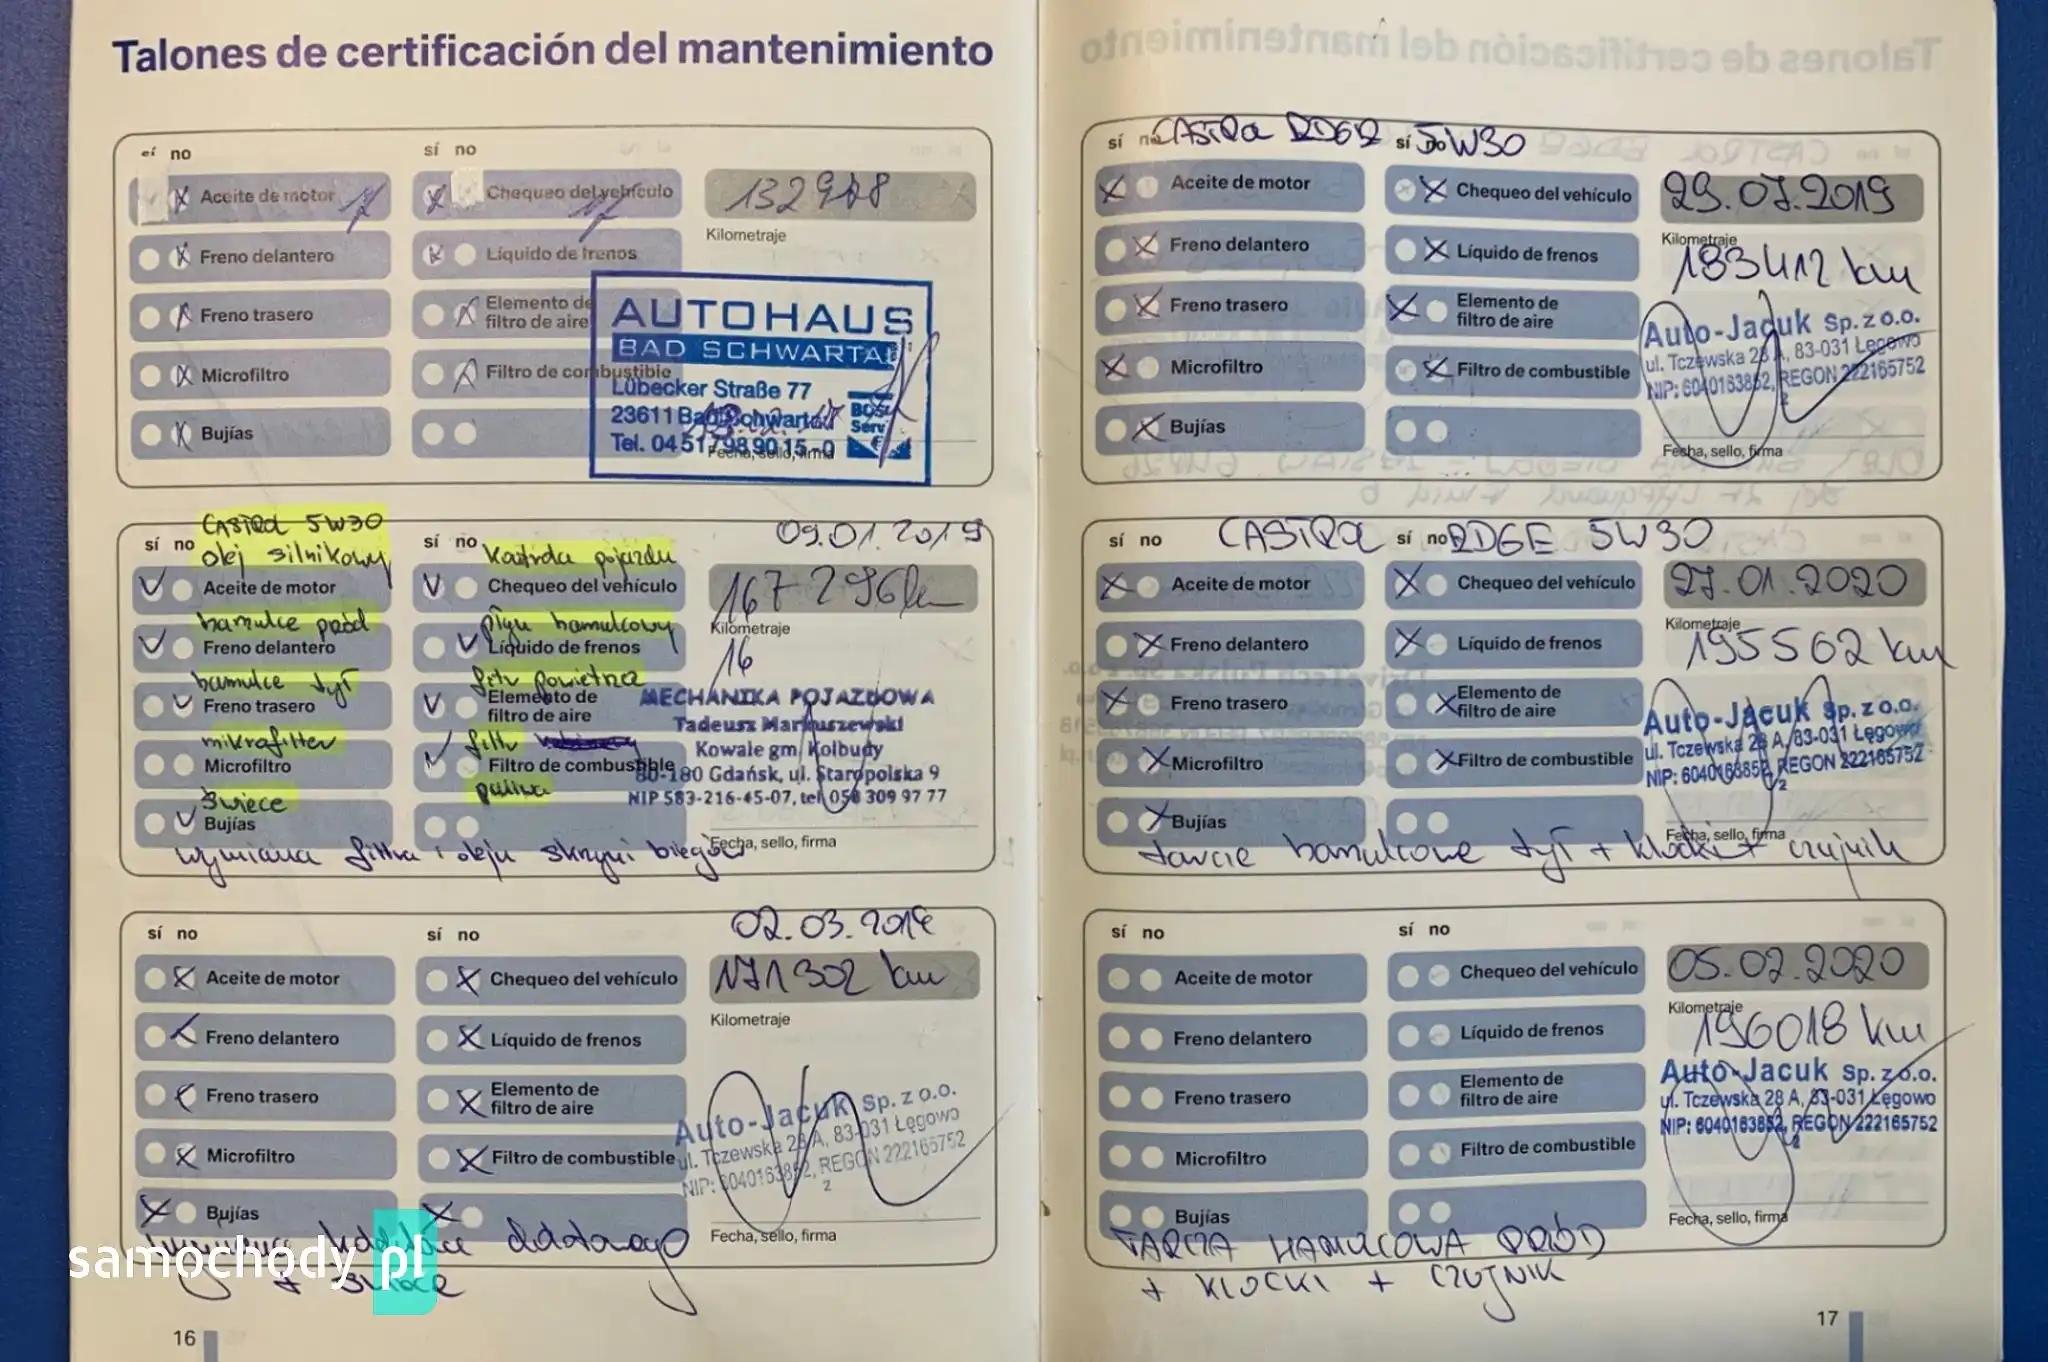 Talones de certificación del mantenimiento
sí no
sí no
Aceite de motor
Chequeo del vehículo
Kilometraje
Freno delantero
Líquido de frenos
Freno trasero
Elemento de
filtro de aire
Microfiltro
Filtro de combustible
Bujías
AUTOHAUS
BAD SCHWARTAU
Lübecker Straße 77
23611 Bad Schwartau
Tel. 04 51 / 98 90 15-0
Fecha, sello, firma
CASTROL 5W30
09.01.2019
sí no
olej silnikowy
sí no
kontrola pojazdu
Aceite de motor
Chequeo del vehículo
hamulce przód
płyn hamulcowy
Kilometraje
Freno delantero
Líquido de frenos
16
hamulce tył
filtr powietrza
Freno trasero
Elemento de
filtro de aire
MECHANIKA POJAZDOWA
Tadeusz Markuszewski
Kowale gm. Kolbudy
80-180 Gdańsk, ul. Staropolska 9
NIP 583-216-45-07, tel. 058 309 97 77
mikrofilter
filtr
Microfiltro
Filtro de combustible
świece
paliwa
Bujías
Fecha, sello, firma
wymiana filtra i oleju skrzyni biegów
sí no
sí no
Aceite de motor
Chequeo del vehículo
171302 km
Kilometraje
Freno delantero
Líquido de frenos
Freno trasero
Elemento de
filtro de aire
Auto-Jacuk Sp. z o.o.
ul. Tczewska 28 A, 83-031 Łęgowo
NIP: 6040163852, REGON 222165752
2
Microfiltro
Filtro de combustible
Bujías
Fecha, sello, firma
samochody.pl
+ świece
16
CASTROL EDGE 5W30
sí no
sí no
Aceite de motor
Chequeo del vehículo
29.07.2019
Kilometraje
183412 km
Freno delantero
Líquido de frenos
Freno trasero
Elemento de
filtro de aire
Auto-Jacuk Sp. z o.o.
ul. Tczewska 28 A, 83-031 Łęgowo
NIP: 6040163852, REGON 222165752
2
Microfiltro
Filtro de combustible
Bujías
Fecha, sello, firma
CASTROL EDGE 5W30
sí no
sí no
Aceite de motor
Chequeo del vehículo
27.01.2020
Kilometraje
195562 km
Freno delantero
Líquido de frenos
Freno trasero
Elemento de
filtro de aire
Auto-Jacuk Sp. z o.o.
ul. Tczewska 28 A, 83-031 Łęgowo
NIP: 6040163852, REGON 222165752
2
Microfiltro
Filtro de combustible
Bujías
Fecha, sello, firma
tarcie hamulcowe tył + klocki + czujnik
sí no
sí no
Aceite de motor
Chequeo del vehículo
05.02.2020
Kilometraje
196018 km
Freno delantero
Líquido de frenos
Freno trasero
Elemento de
filtro de aire
Auto-Jacuk Sp. z o.o.
ul. Tczewska 28 A, 83-031 Łęgowo
NIP: 6040163852, REGON 222165752
2
Microfiltro
Filtro de combustible
Bujías
Fecha, sello, firma
TARCZA HAMULCOWA PRZÓD
+ KLOCKI + CZUJNIK
17